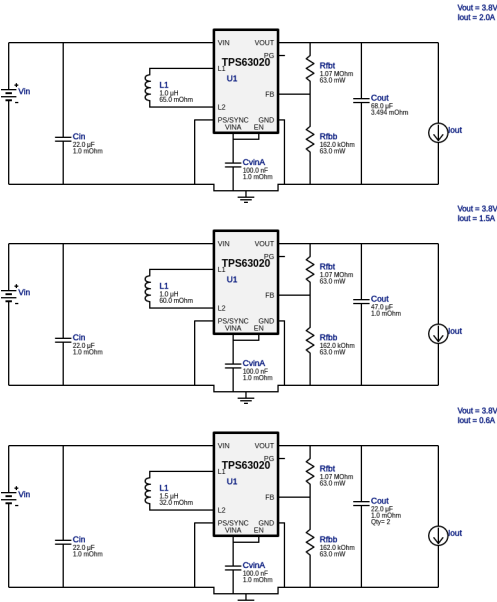 Vout = 3.8V
Iout = 2.0A
VIN VOUT
PG
TPS63020
L1
U1
L2
FB
PS/SYNC GND
VINA EN
Vin
Cin
22.0 µF
1.0 mOhm
L1
1.0 µH
65.0 mOhm
CvinA
100.0 nF
1.0 mOhm
Rfbt
1.07 MOhm
63.0 mW
Rfbb
162.0 kOhm
63.0 mW
Cout
68.0 µF
3.494 mOhm
Iout
Vout = 3.8V
Iout = 1.5A
VIN VOUT
PG
TPS63020
L1
U1
L2
FB
PS/SYNC GND
VINA EN
Vin
Cin
22.0 µF
1.0 mOhm
L1
1.0 µH
60.0 mOhm
CvinA
100.0 nF
1.0 mOhm
Rfbt
1.07 MOhm
63.0 mW
Rfbb
162.0 kOhm
63.0 mW
Cout
47.0 µF
1.0 mOhm
Iout
Vout = 3.8V
Iout = 0.6A
VIN VOUT
PG
TPS63020
L1
U1
L2
FB
PS/SYNC GND
VINA EN
Vin
Cin
22.0 µF
1.0 mOhm
L1
1.5 µH
32.0 mOhm
CvinA
100.0 nF
1.0 mOhm
Rfbt
1.07 MOhm
63.0 mW
Rfbb
162.0 kOhm
63.0 mW
Cout
22.0 µF
1.0 mOhm
Qty= 2
Iout